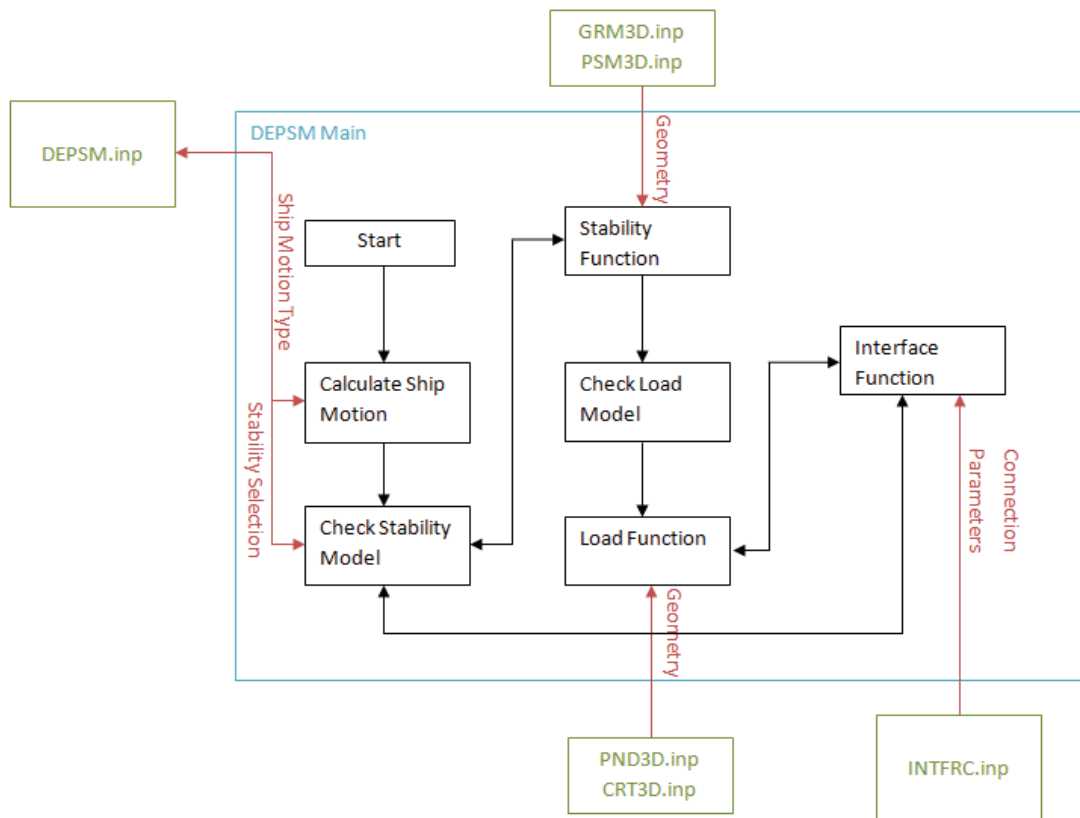 GRM3D.inp
PSM3D.inp
DEPSM.inp
DEPSM Main
Geometry
Ship Motion Type
Start
Stability
Function
Interface
Function
Calculate Ship
Motion
Check Load
Model
Stability Selection
Connection
Parameters
Check Stability
Model
Load Function
Geometry
PND3D.inp
CRT3D.inp
INTFRC.inp